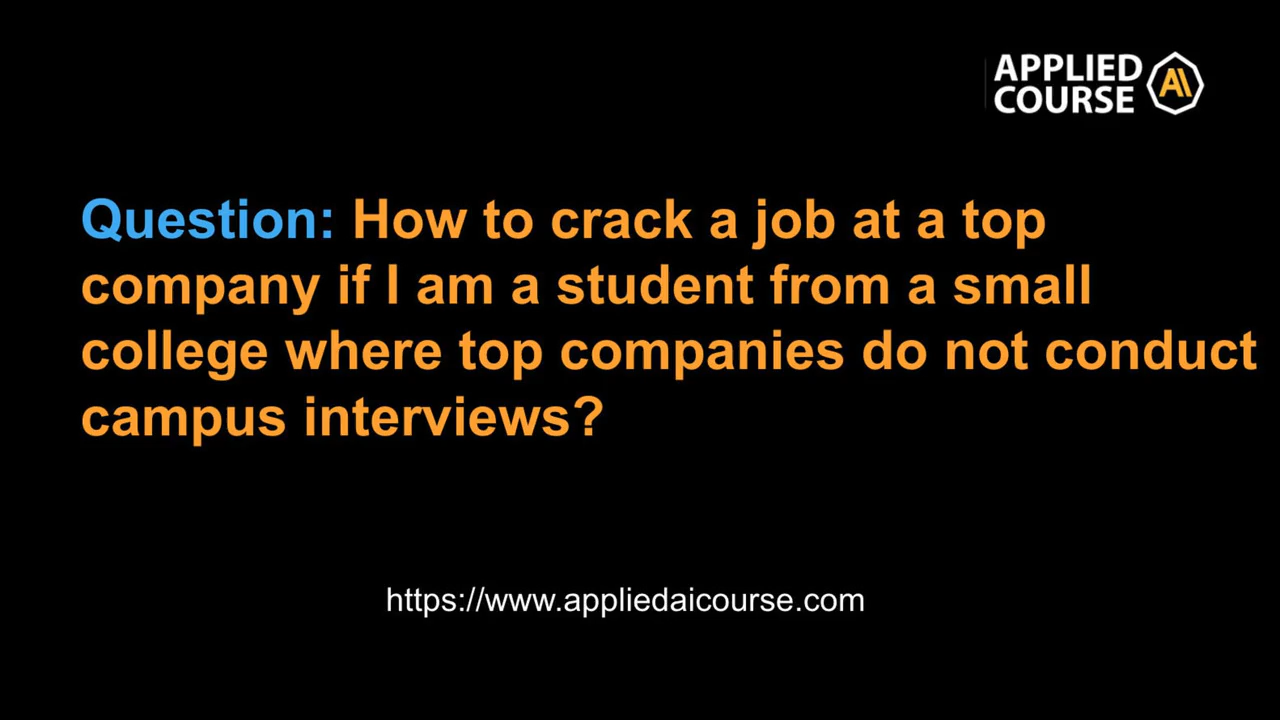 APPLIED
COURSE
AI
Question: How to crack a job at a top
company if I am a student from a small
college where top companies do not conduct
campus interviews?
https://www.appliedaicourse.com